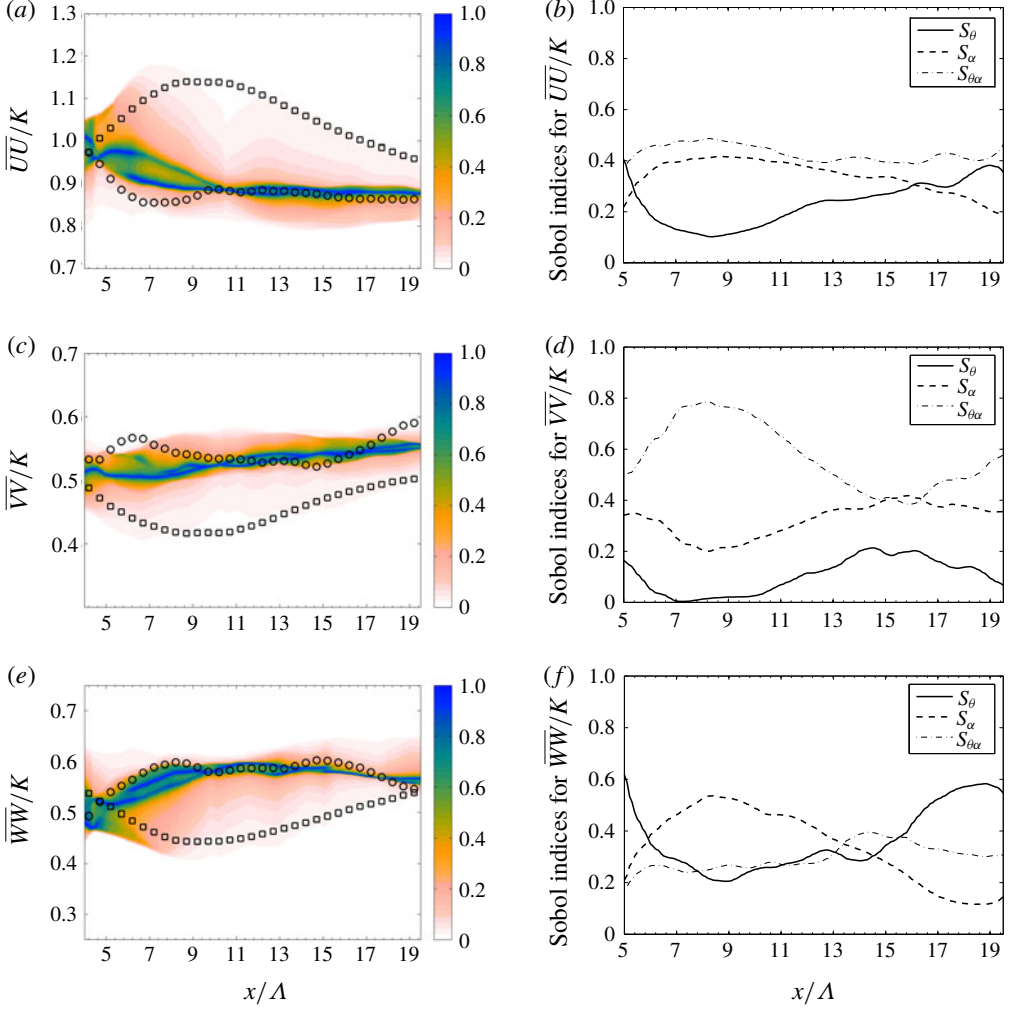 (a)
1.3
1.2
1.1
1.0
0.9
0.8
0.7
5 7 9 11 13 15 17 19
UU/K
1.0
0.8
0.6
0.4
0.2
0
(b)
1.0
0.8
0.6
0.4
0.2
0
5 7 9 11 13 15 17 19
Sobol indices for UU/K
Sθ
Sα
Sθα
(c)
0.7
0.6
0.5
0.4
5 7 9 11 13 15 17 19
VV/K
1.0
0.8
0.6
0.4
0.2
0
(d)
1.0
0.8
0.6
0.4
0.2
0
5 7 9 11 13 15 17 19
Sobol indices for VV/K
Sθ
Sα
Sθα
(e)
0.7
0.6
0.5
0.4
0.3
5 7 9 11 13 15 17 19
WW/K
x/Λ
1.0
0.8
0.6
0.4
0.2
0
(f)
1.0
0.8
0.6
0.4
0.2
0
5 7 9 11 13 15 17 19
Sobol indices for WW/K
x/Λ
Sθ
Sα
Sθα